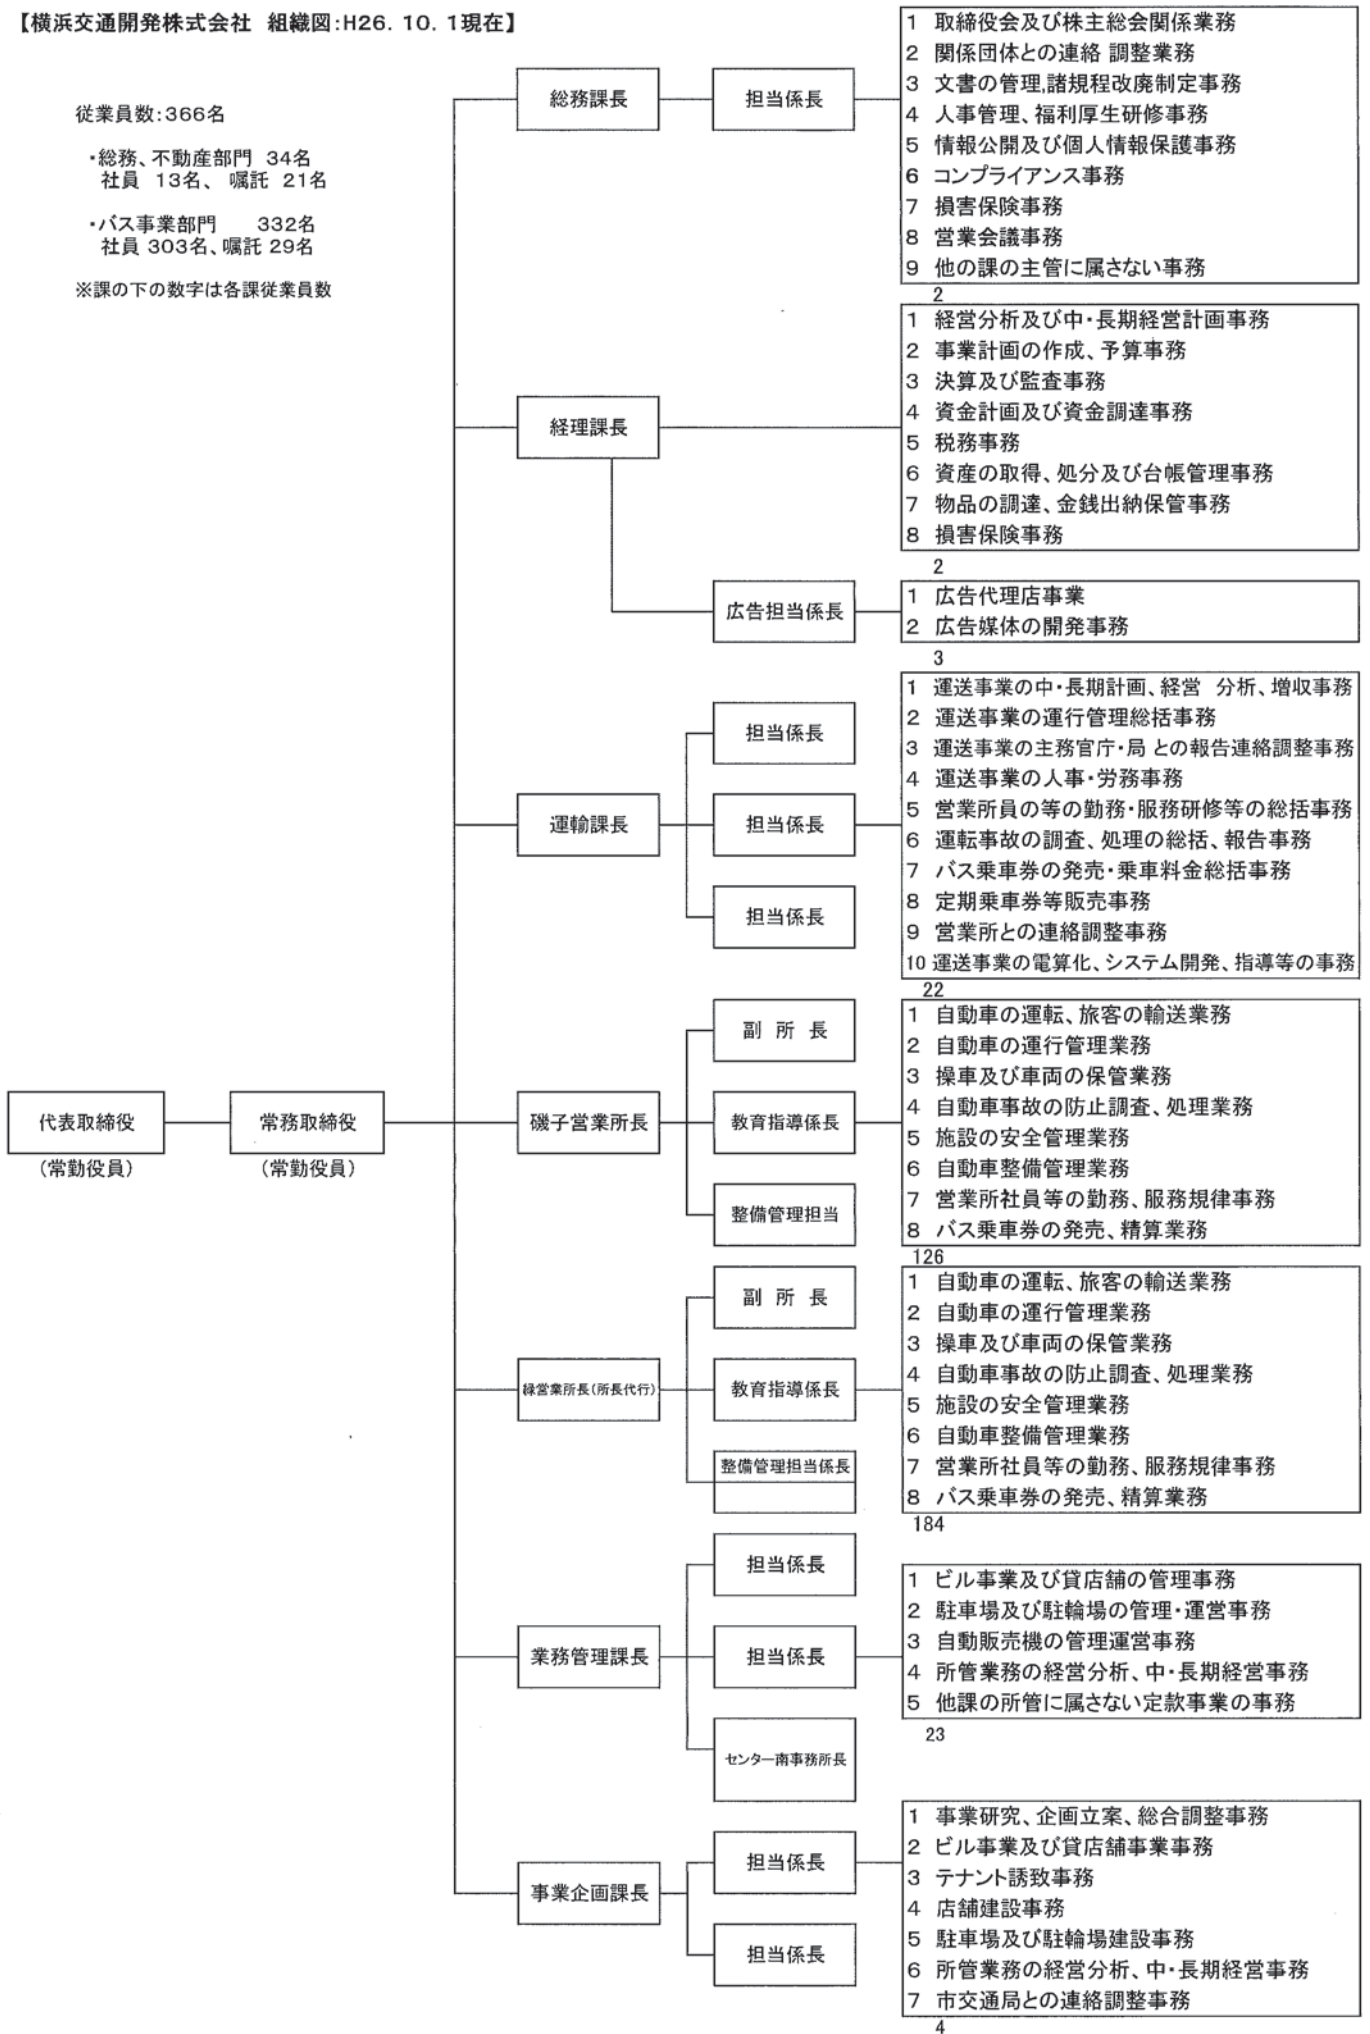 【横浜交通開発株式会社 組織図:H26. 10. 1現在】
従業員数:366名
・総務、不動産部門 34名
社員 13名、 嘱託 21名
・バス事業部門 332名
社員 303名、嘱託 29名
※課の下の数字は各課従業員数
代表取締役
(常勤役員)
常務取締役
(常勤役員)
総務課長
担当係長
1 取締役会及び株主総会関係業務
2 関係団体との連絡 調整業務
3 文書の管理,諸規程改廃制定事務
4 人事管理、福利厚生研修事務
5 情報公開及び個人情報保護事務
6 コンプライアンス事務
7 損害保険事務
8 営業会議事務
9 他の課の主管に属さない事務
2
経理課長
1 経営分析及び中・長期経営計画事務
2 事業計画の作成、予算事務
3 決算及び監査事務
4 資金計画及び資金調達事務
5 税務事務
6 資産の取得、処分及び台帳管理事務
7 物品の調達、金銭出納保管事務
8 損害保険事務
2
広告担当係長
1 広告代理店事業
2 広告媒体の開発事務
3
運輸課長
担当係長
担当係長
担当係長
1 運送事業の中・長期計画、経営 分析、増収事務
2 運送事業の運行管理総括事務
3 運送事業の主務官庁・局 との報告連絡調整事務
4 運送事業の人事・労務事務
5 営業所員の等の勤務・服務研修等の総括事務
6 運転事故の調査、処理の総括、報告事務
7 バス乗車券の発売・乗車料金総括事務
8 定期乗車券等販売事務
9 営業所との連絡調整事務
10 運送事業の電算化、システム開発、指導等の事務
22
磯子営業所長
副 所 長
教育指導係長
整備管理担当
1 自動車の運転、旅客の輸送業務
2 自動車の運行管理業務
3 操車及び車両の保管業務
4 自動車事故の防止調査、処理業務
5 施設の安全管理業務
6 自動車整備管理業務
7 営業所社員等の勤務、服務規律事務
8 バス乗車券の発売、精算業務
126
緑営業所長(所長代行)
副 所 長
教育指導係長
整備管理担当係長
1 自動車の運転、旅客の輸送業務
2 自動車の運行管理業務
3 操車及び車両の保管業務
4 自動車事故の防止調査、処理業務
5 施設の安全管理業務
6 自動車整備管理業務
7 営業所社員等の勤務、服務規律事務
8 バス乗車券の発売、精算業務
184
業務管理課長
担当係長
担当係長
センター南事務所長
1 ビル事業及び貸店舗の管理事務
2 駐車場及び駐輪場の管理・運営事務
3 自動販売機の管理運営事務
4 所管業務の経営分析、中・長期経営事務
5 他課の所管に属さない定款事業の事務
23
事業企画課長
担当係長
担当係長
1 事業研究、企画立案、総合調整事務
2 ビル事業及び貸店舗事業事務
3 テナント誘致事務
4 店舗建設事務
5 駐車場及び駐輪場建設事務
6 所管業務の経営分析、中・長期経営事務
7 市交通局との連絡調整事務
4